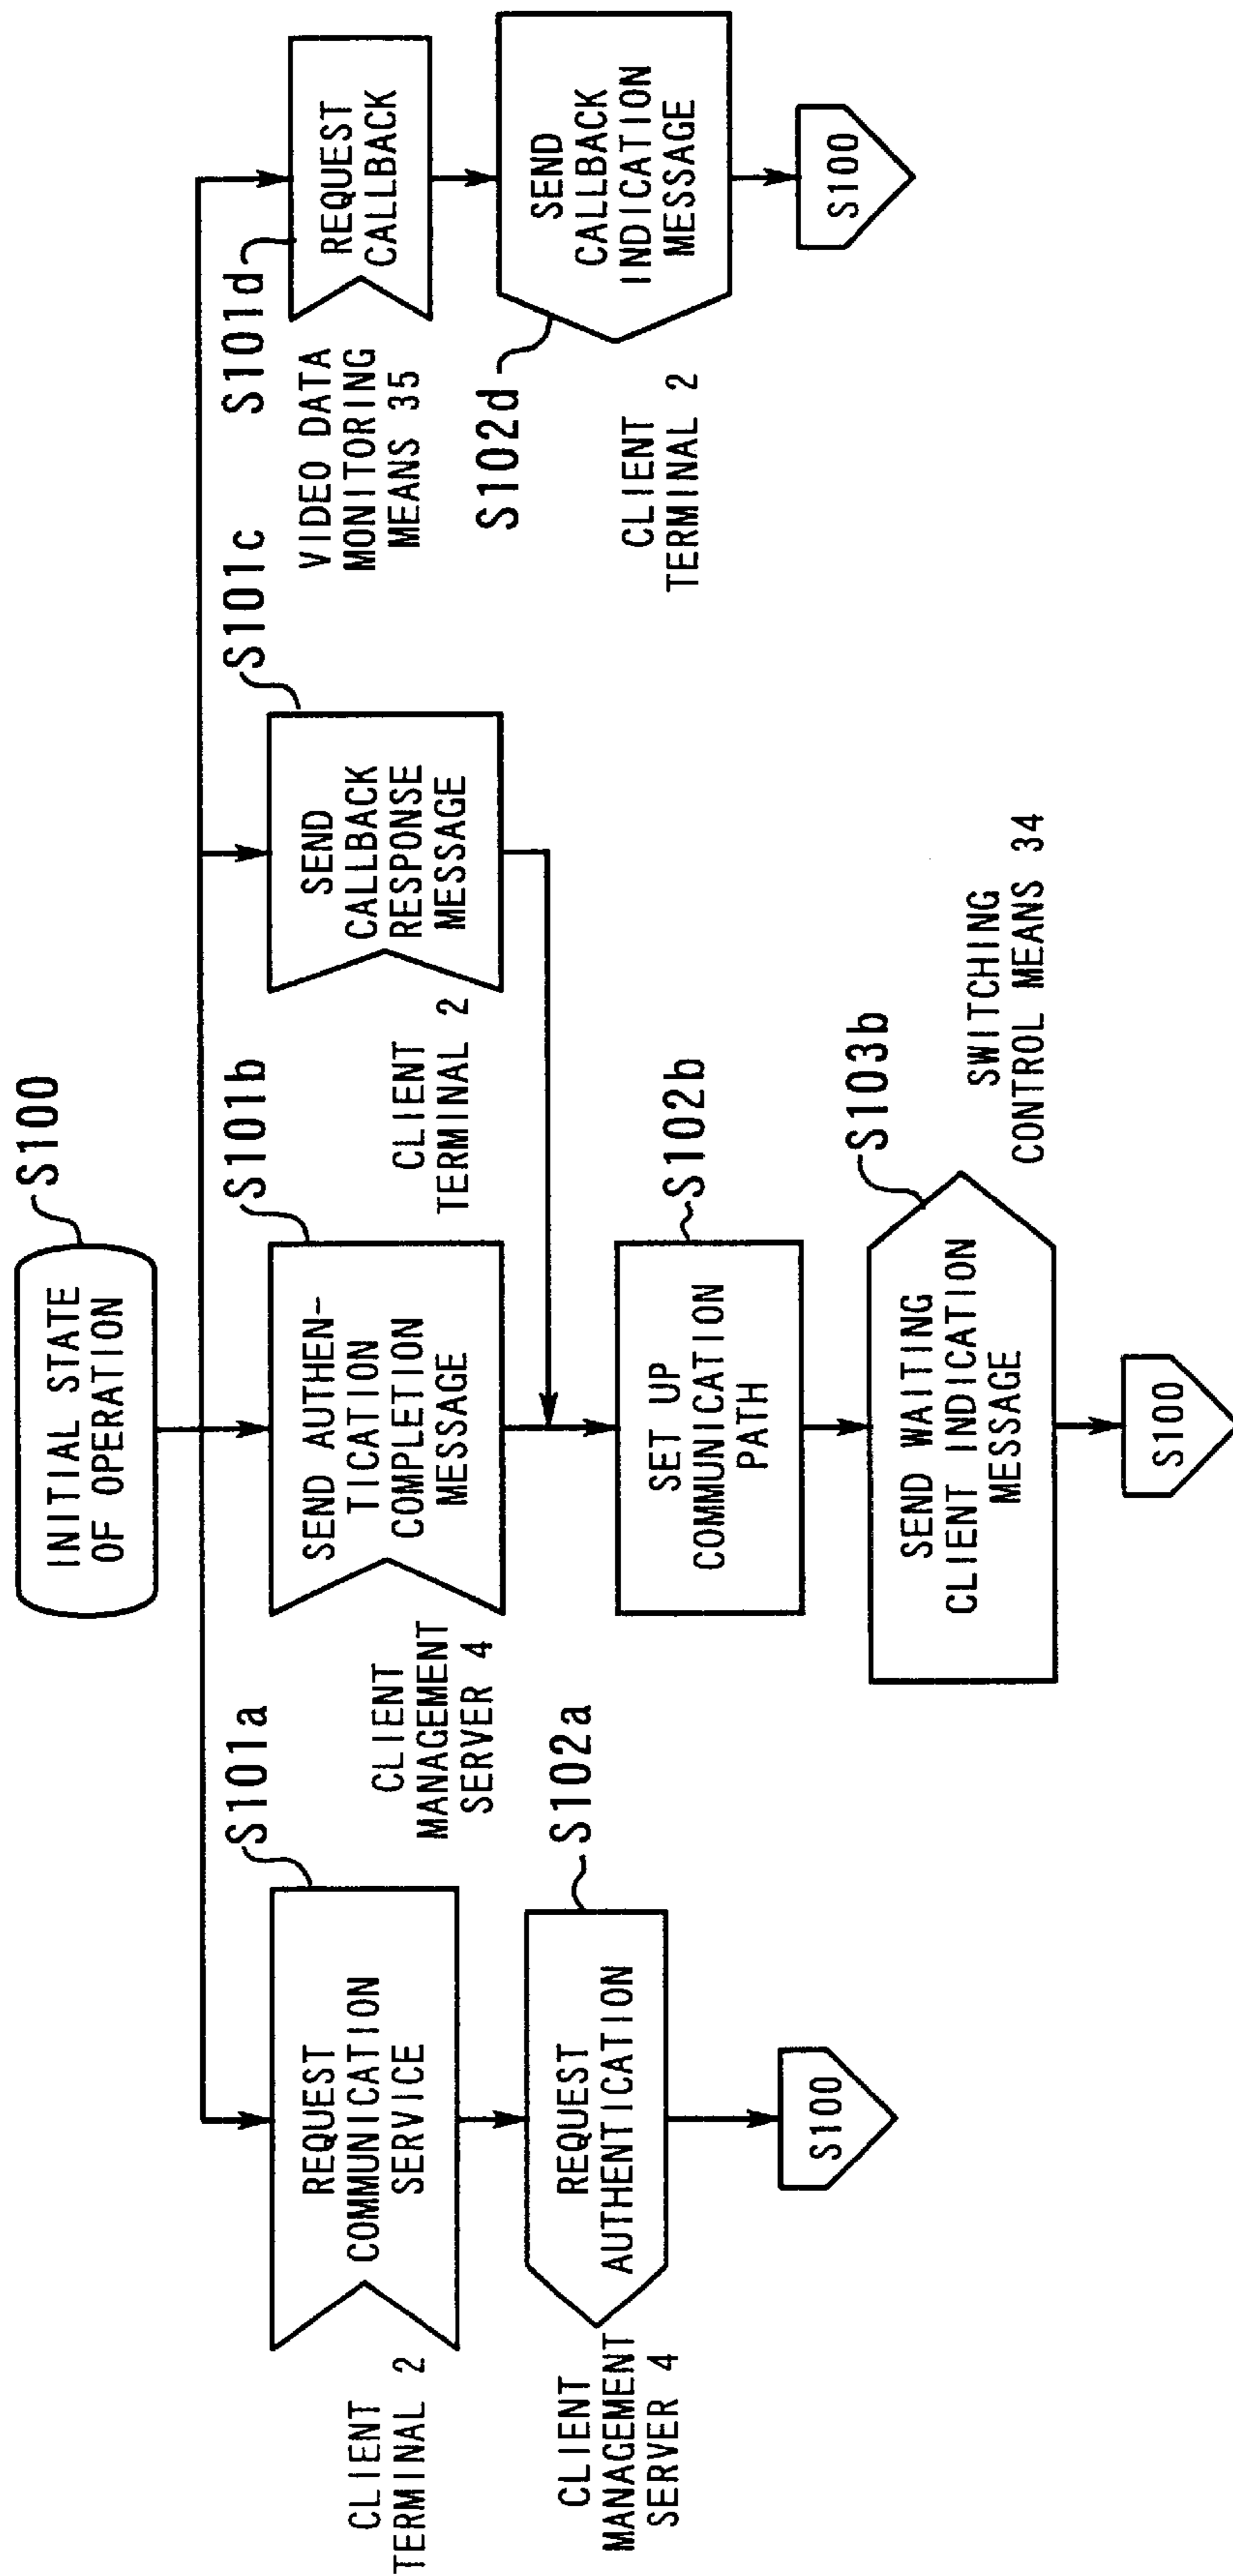 INITIAL STATE
OF OPERATION
S100
S101a
REQUEST
COMMUNICATION
SERVICE
CLIENT
TERMINAL 2
S102a
REQUEST
AUTHENTICATION
CLIENT
MANAGEMENT
SERVER 4
S100
S101b
SEND AUTHEN-
TICATION
COMPLETION
MESSAGE
CLIENT
MANAGEMENT
SERVER 4
S101c
SEND
CALLBACK
RESPONSE
MESSAGE
CLIENT
TERMINAL 2
S102b
SET UP
COMMUNICATION
PATH
S103b
SEND WAITING
CLIENT INDICATION
MESSAGE
SWITCHING
CONTROL MEANS 34
S100
S101d
REQUEST
CALLBACK
VIDEO DATA
MONITORING
MEANS 35
S102d
SEND
CALLBACK
INDICATION
MESSAGE
CLIENT
TERMINAL 2
S100